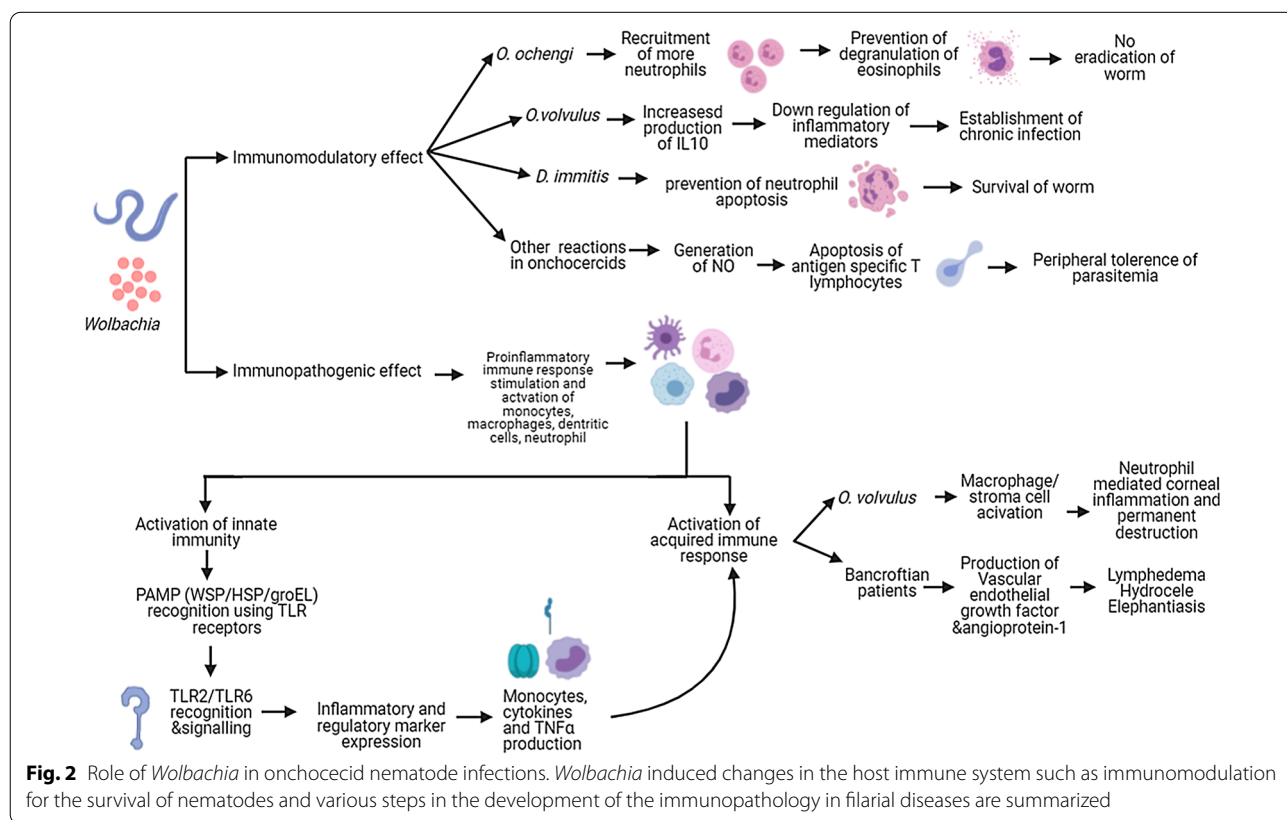 O. ochengi
Recruitment
of more
neutrophils
Prevention of
degranulation of
eosinophils
No
eradication of
worm
O.volvulus
Increasesd
production
of IL10
Down regulation of
inflammatory
mediators
Establishment of
chronic infection
Immunomodulatory effect
D. immitis
prevention of neutrophil
apoptosis
Survival of worm
Other reactions
in onchocercids
Generation
of NO
Apoptosis of
antigen specific T
lymphocytes
Peripheral tolerence of
parasitemia
Wolbachia
Immunopathogenic effect
Proinflammatory
immune response
stimulation and
actvation of
monocytes,
macrophages, dentritic
cells, neutrophil
Activation of innate
immunity
PAMP (WSP/HSP/groEL)
recognition using TLR
receptors
TLR2/TLR6
recognition
&signalling
Inflammatory and
regulatory marker
expression
Monocytes,
cytokines
and TNFα
production
Activation of
acquired immune
response
O. volvulus
Macrophage/
stroma cell
acivation
Neutrophil
mediated corneal
inflammation and
permanent
destruction
Bancroftian
patients
Production of
Vascular
endothelial
growth factor
&angioprotein-1
Lymphedema
Hydrocele
Elephantiasis
Fig. 2 Role of Wolbachia in onchocecid nematode infections. Wolbachia induced changes in the host immune system such as immunomodulation
for the survival of nematodes and various steps in the development of the immunopathology in filarial diseases are summarized